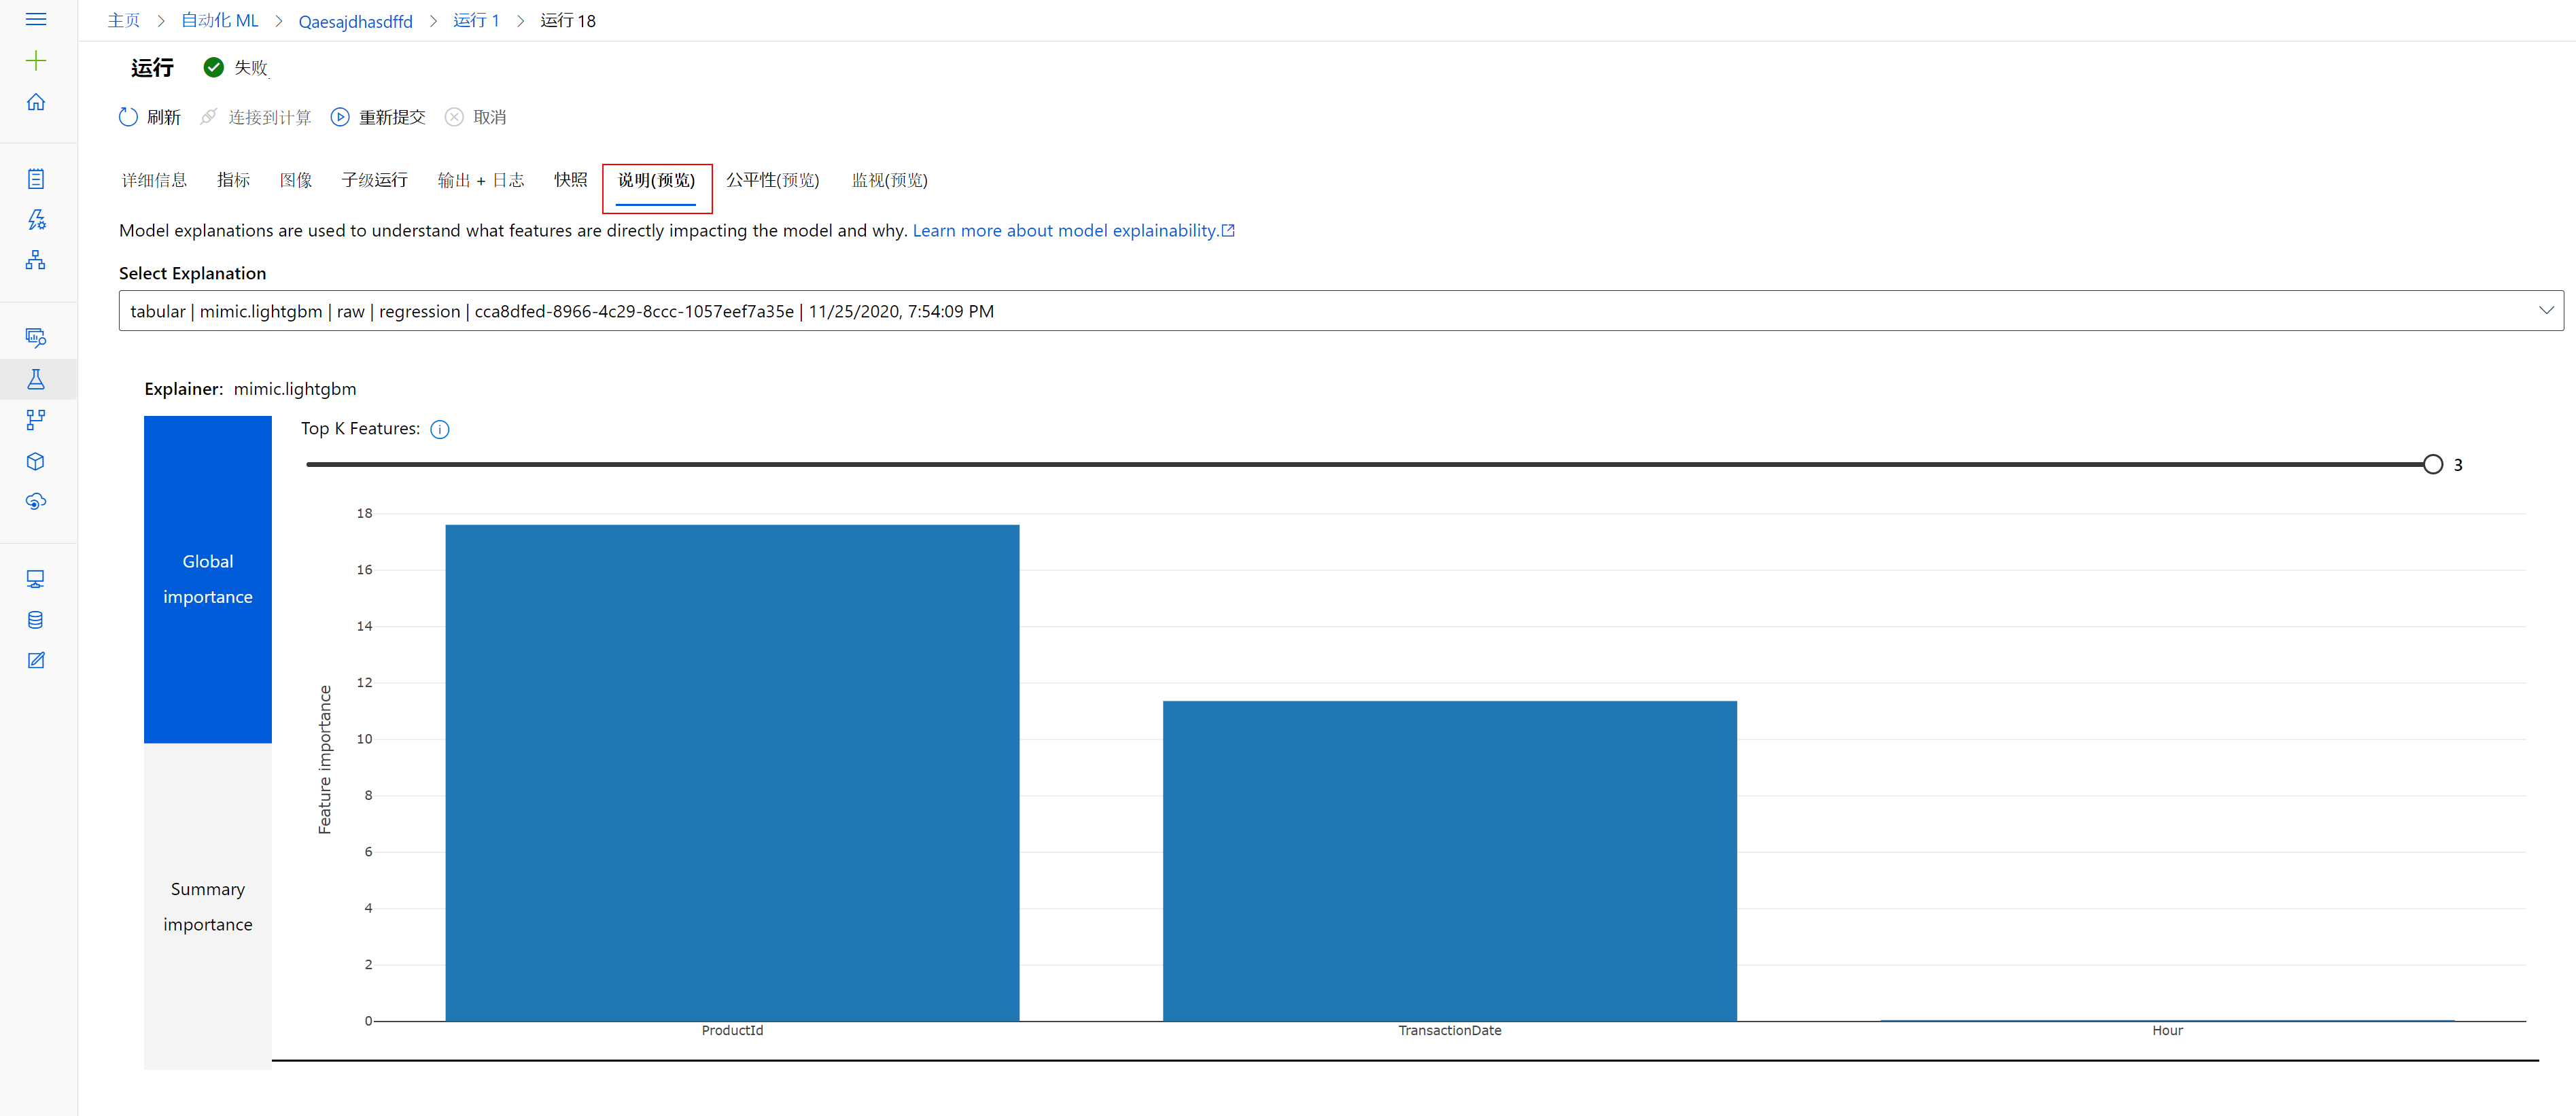 主页 > 自动化 ML > Qaesajdhasdffd > 运行 1 > 运行 18
运行 失败
刷新 连接到计算 重新提交 取消
详细信息 指标 图像 子级运行 输出 + 日志 快照 说明(预览) 公平性(预览) 监视(预览)
Model explanations are used to understand what features are directly impacting the model and why. Learn more about model explainability.
Select Explanation
tabular | mimic.lightgbm | raw | regression | cca8dfed-8966-4c29-8ccc-1057eef7a35e | 11/25/2020, 7:54:09 PM
Explainer: mimic.lightgbm
Global
importance
Summary
importance
Top K Features:
3
Feature importance
18
16
14
12
10
8
6
4
2
0
ProductId TransactionDate Hour